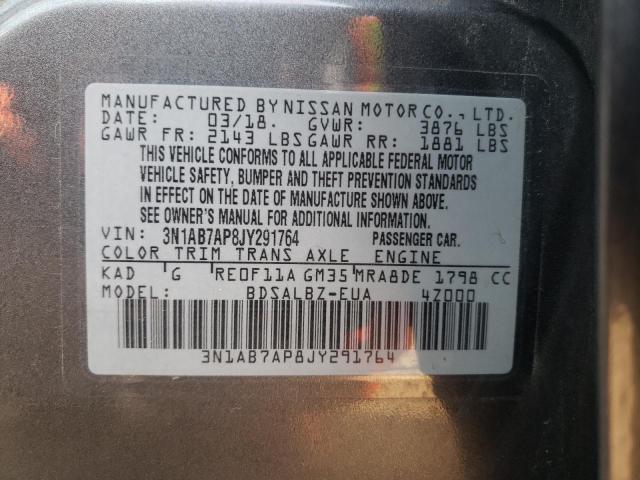 MANUFACTURED BY NISSAN MOTOR CO., LTD.
DATE: 03/18. GVWR: 3876 LBS
GAWR FR: 2143 LBS GAWR RR: 1881 LBS
THIS VEHICLE CONFORMS TO ALL APPLICABLE FEDERAL MOTOR
VEHICLE SAFETY, BUMPER AND THEFT PREVENTION STANDARDS
IN EFFECT ON THE DATE OF MANUFACTURE SHOWN ABOVE.
SEE OWNER'S MANUAL FOR ADDITIONAL INFORMATION.
VIN: 3N1AB7AP8JY291764 PASSENGER CAR.
COLOR TRIM TRANS AXLE ENGINE
KAD G RE0F11A GM35 MRA8DE 1798 CC
MODEL: BDSALBZ-EUA 4Z000
3N1AB7AP8JY291764